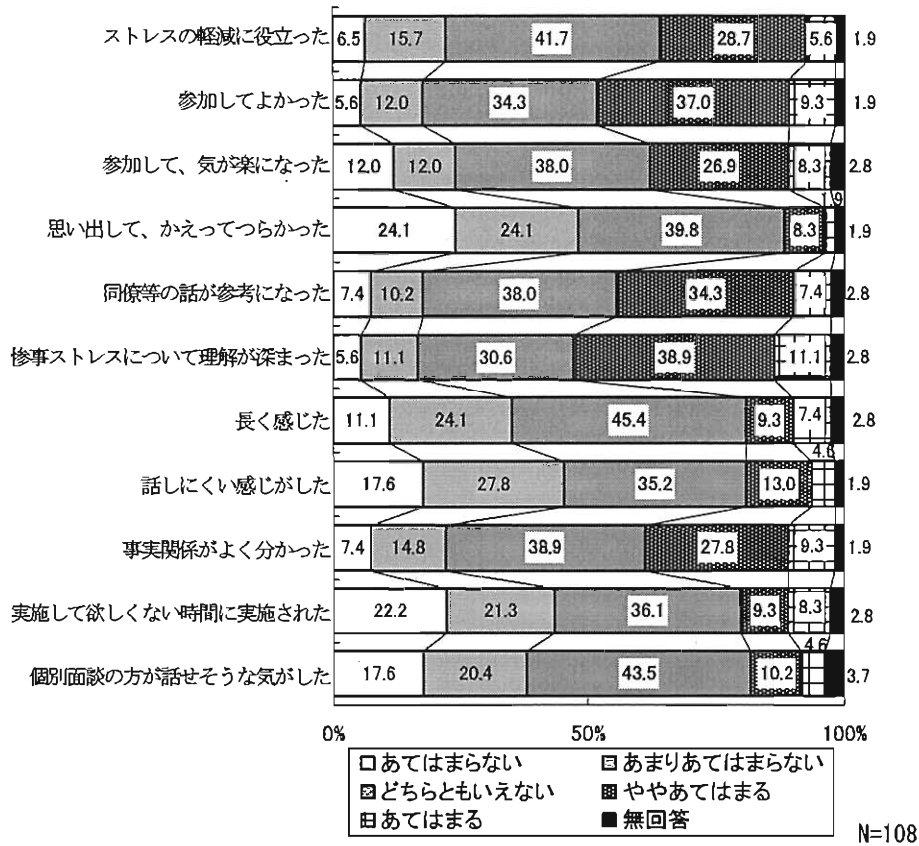 ストレスの軽減に役立った 6.5 15.7 41.7 28.7 5.6 1.9
参加してよかった 5.6 12.0 34.3 37.0 9.3 1.9
参加して、気が楽になった 12.0 12.0 38.0 26.9 8.3 2.8
1.9
思い出して、かえってつらかった 24.1 24.1 39.8 8.3 1.9
同僚等の話が参考になった 7.4 10.2 38.0 34.3 7.4 2.8
惨事ストレスについて理解が深まった 5.6 11.1 30.6 38.9 11.1 2.8
長く感じた 11.1 24.1 45.4 9.3 7.4 2.8
4.6
話しにくい感じがした 17.6 27.8 35.2 13.0 1.9
事実関係がよく分かった 7.4 14.8 38.9 27.8 9.3 1.9
実施して欲しくない時間に実施された 22.2 21.3 36.1 9.3 8.3 2.8
4.6
個別面談の方が話せそうな気がした 17.6 20.4 43.5 10.2 3.7
0% 50% 100%
あてはまらない あまりあてはまらない
どちらともいえない ややあてはまる
あてはまる 無回答
N=108